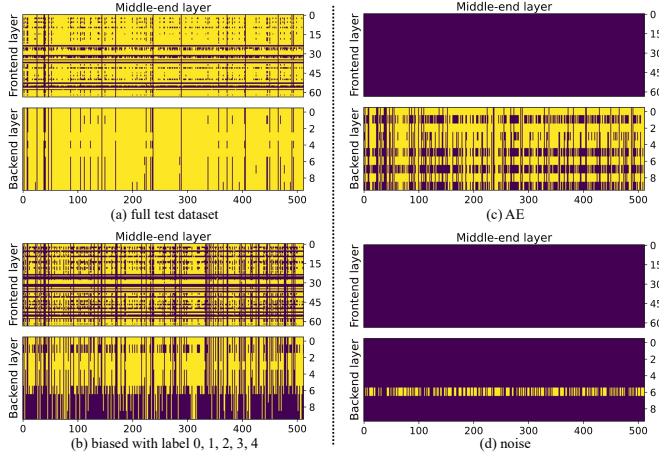 Middle-end layer
Frontend layer
0
15
30
45
60
Backend layer
0
2
4
6
8
0 100 200 300 400 500
(a) full test dataset
Middle-end layer
Frontend layer
0
15
30
45
60
Backend layer
0
2
4
6
8
0 100 200 300 400 500
(c) AE
Middle-end layer
Frontend layer
0
15
30
45
60
Backend layer
0
2
4
6
8
0 100 200 300 400 500
(b) biased with label 0, 1, 2, 3, 4
Middle-end layer
Frontend layer
0
15
30
45
60
Backend layer
0
2
4
6
8
0 100 200 300 400 500
(d) noise